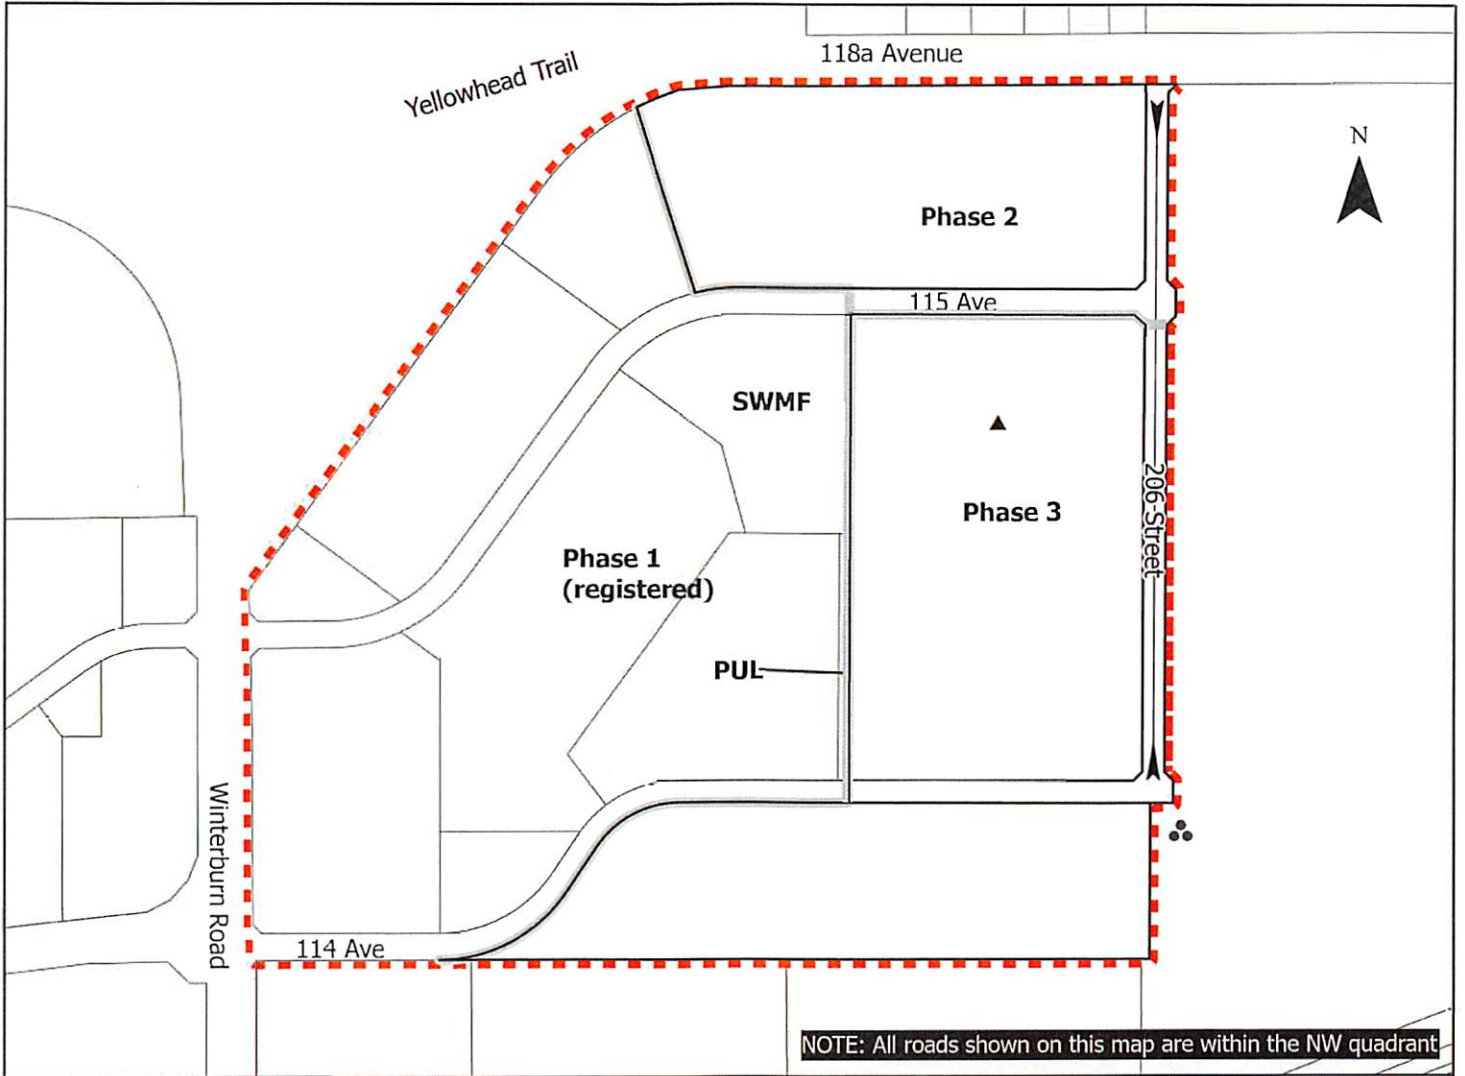 118a Avenue
Yellowhead Trail
N
Phase 2
115 Ave
SWMF
Phase 3
206 Street
Phase 1
(registered)
PUL
Winterburn Road
114 Ave
NOTE: All roads shown on this map are within the NW quadrant